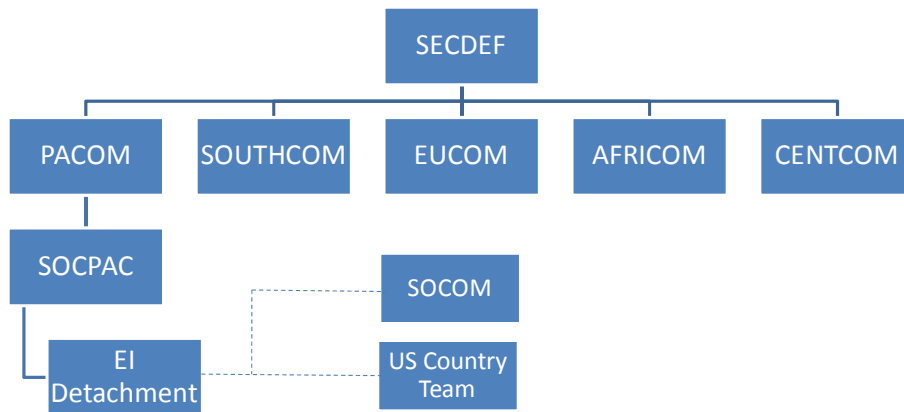 SECDEF
PACOM
SOUTHCOM
EUCOM
AFRICOM
CENTCOM
SOCPAC
SOCOM
EI
Detachment
US Country
Team